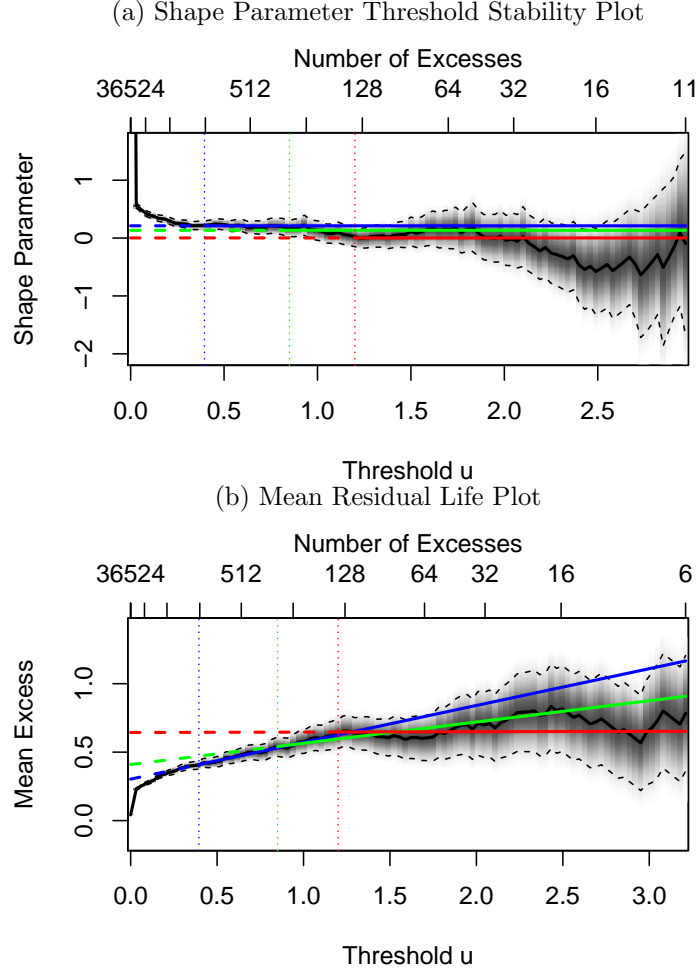 (a) Shape Parameter Threshold Stability Plot
Number of Excesses
36524 512 128 64 32 16 11
Shape Parameter
1
0
−1
−2
0.0 0.5 1.0 1.5 2.0 2.5
Threshold u
(b) Mean Residual Life Plot
Number of Excesses
36524 512 128 64 32 16 6
Mean Excess
1.0
0.5
0.0
0.0 0.5 1.0 1.5 2.0 2.5 3.0
Threshold u